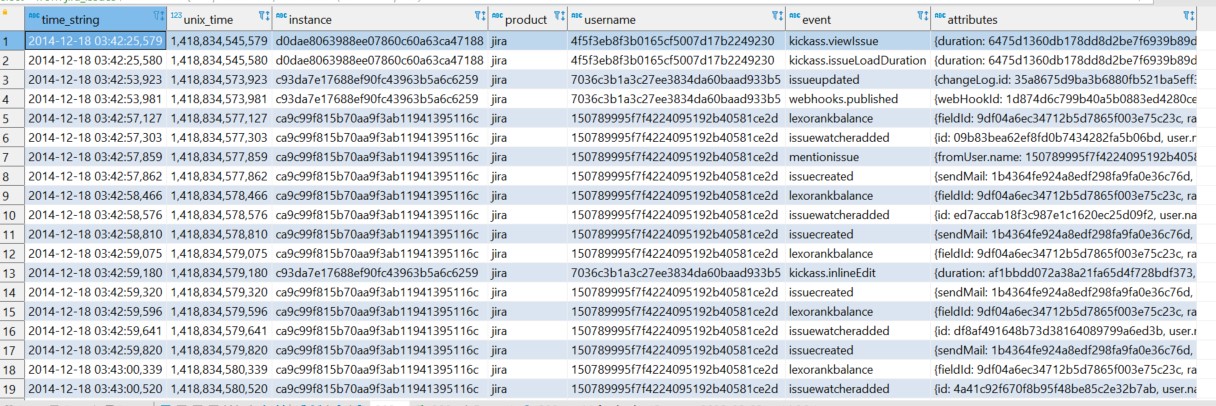 time_string 123 unix_time ABC instance ABC product ABC username ABC event ABC attributes
1 2014-12-18 03:42:25,579 1,418,834,545,579 d0dae8063988ee07860c60a63ca47188 jira 4f5f3eb8f3b0165cf5007d17b2249230 kickass.viewIssue {duration: 6475d1360db178dd8d2be7f6939b89d
2 2014-12-18 03:42:25,580 1,418,834,545,580 d0dae8063988ee07860c60a63ca47188 jira 4f5f3eb8f3b0165cf5007d17b2249230 kickass.issueLoadDuration {duration: 6475d1360db178dd8d2be7f6939b89d
3 2014-12-18 03:42:53,923 1,418,834,573,923 c93da7e17688ef90fc43963b5a6c6259 jira 7036c3b1a3c27ee3834da60baad933b5 issueupdated {changeLog.id: 35a8675d9ba3b6880fb521ba5eff
4 2014-12-18 03:42:53,981 1,418,834,573,981 c93da7e17688ef90fc43963b5a6c6259 jira 7036c3b1a3c27ee3834da60baad933b5 webhooks.published {webHookId: 1d874d6c799b40a5b0883ed4280ce
5 2014-12-18 03:42:57,127 1,418,834,577,127 ca9c99f815b70aa9f3ab11941395116c jira 150789995f7f4224095192b40581ce2d lexorankbalance {fieldId: 9df04a6ec34712b5d7865f003e75c23c, ra
6 2014-12-18 03:42:57,303 1,418,834,577,303 ca9c99f815b70aa9f3ab11941395116c jira 150789995f7f4224095192b40581ce2d issuewatcheradded {id: 09b83bea62ef8fd0b7434282fa5b06bd, user.n
7 2014-12-18 03:42:57,859 1,418,834,577,859 ca9c99f815b70aa9f3ab11941395116c jira 150789995f7f4224095192b40581ce2d mentionissue {fromUser.name: 150789995f7f4224095192b4058
8 2014-12-18 03:42:57,862 1,418,834,577,862 ca9c99f815b70aa9f3ab11941395116c jira 150789995f7f4224095192b40581ce2d issuecreated {sendMail: 1b4364fe924a8edf298fa9fa0e36c76d,
9 2014-12-18 03:42:58,466 1,418,834,578,466 ca9c99f815b70aa9f3ab11941395116c jira 150789995f7f4224095192b40581ce2d lexorankbalance {fieldId: 9df04a6ec34712b5d7865f003e75c23c, ra
10 2014-12-18 03:42:58,576 1,418,834,578,576 ca9c99f815b70aa9f3ab11941395116c jira 150789995f7f4224095192b40581ce2d issuewatcheradded {id: ed7accab18f3c987e1c1620ec25d09f2, user.na
11 2014-12-18 03:42:58,810 1,418,834,578,810 ca9c99f815b70aa9f3ab11941395116c jira 150789995f7f4224095192b40581ce2d issuecreated {sendMail: 1b4364fe924a8edf298fa9fa0e36c76d,
12 2014-12-18 03:42:59,075 1,418,834,579,075 ca9c99f815b70aa9f3ab11941395116c jira 150789995f7f4224095192b40581ce2d lexorankbalance {fieldId: 9df04a6ec34712b5d7865f003e75c23c, ra
13 2014-12-18 03:42:59,180 1,418,834,579,180 c93da7e17688ef90fc43963b5a6c6259 jira 7036c3b1a3c27ee3834da60baad933b5 kickass.inlineEdit {duration: af1bbdd072a38a21fa65d4f728bdf373,
14 2014-12-18 03:42:59,320 1,418,834,579,320 ca9c99f815b70aa9f3ab11941395116c jira 150789995f7f4224095192b40581ce2d issuecreated {sendMail: 1b4364fe924a8edf298fa9fa0e36c76d,
15 2014-12-18 03:42:59,596 1,418,834,579,596 ca9c99f815b70aa9f3ab11941395116c jira 150789995f7f4224095192b40581ce2d lexorankbalance {fieldId: 9df04a6ec34712b5d7865f003e75c23c, ra
16 2014-12-18 03:42:59,641 1,418,834,579,641 ca9c99f815b70aa9f3ab11941395116c jira 150789995f7f4224095192b40581ce2d issuewatcheradded {id: df8af491648b73d38164089799a6ed3b, user.r
17 2014-12-18 03:42:59,820 1,418,834,579,820 ca9c99f815b70aa9f3ab11941395116c jira 150789995f7f4224095192b40581ce2d issuecreated {sendMail: 1b4364fe924a8edf298fa9fa0e36c76d,
18 2014-12-18 03:43:00,339 1,418,834,580,339 ca9c99f815b70aa9f3ab11941395116c jira 150789995f7f4224095192b40581ce2d lexorankbalance {fieldId: 9df04a6ec34712b5d7865f003e75c23c, ra
19 2014-12-18 03:43:00,520 1,418,834,580,520 ca9c99f815b70aa9f3ab11941395116c jira 150789995f7f4224095192b40581ce2d issuewatcheradded {id: 4a41c92f670f8b95f48be85c2e32b7ab, user.na